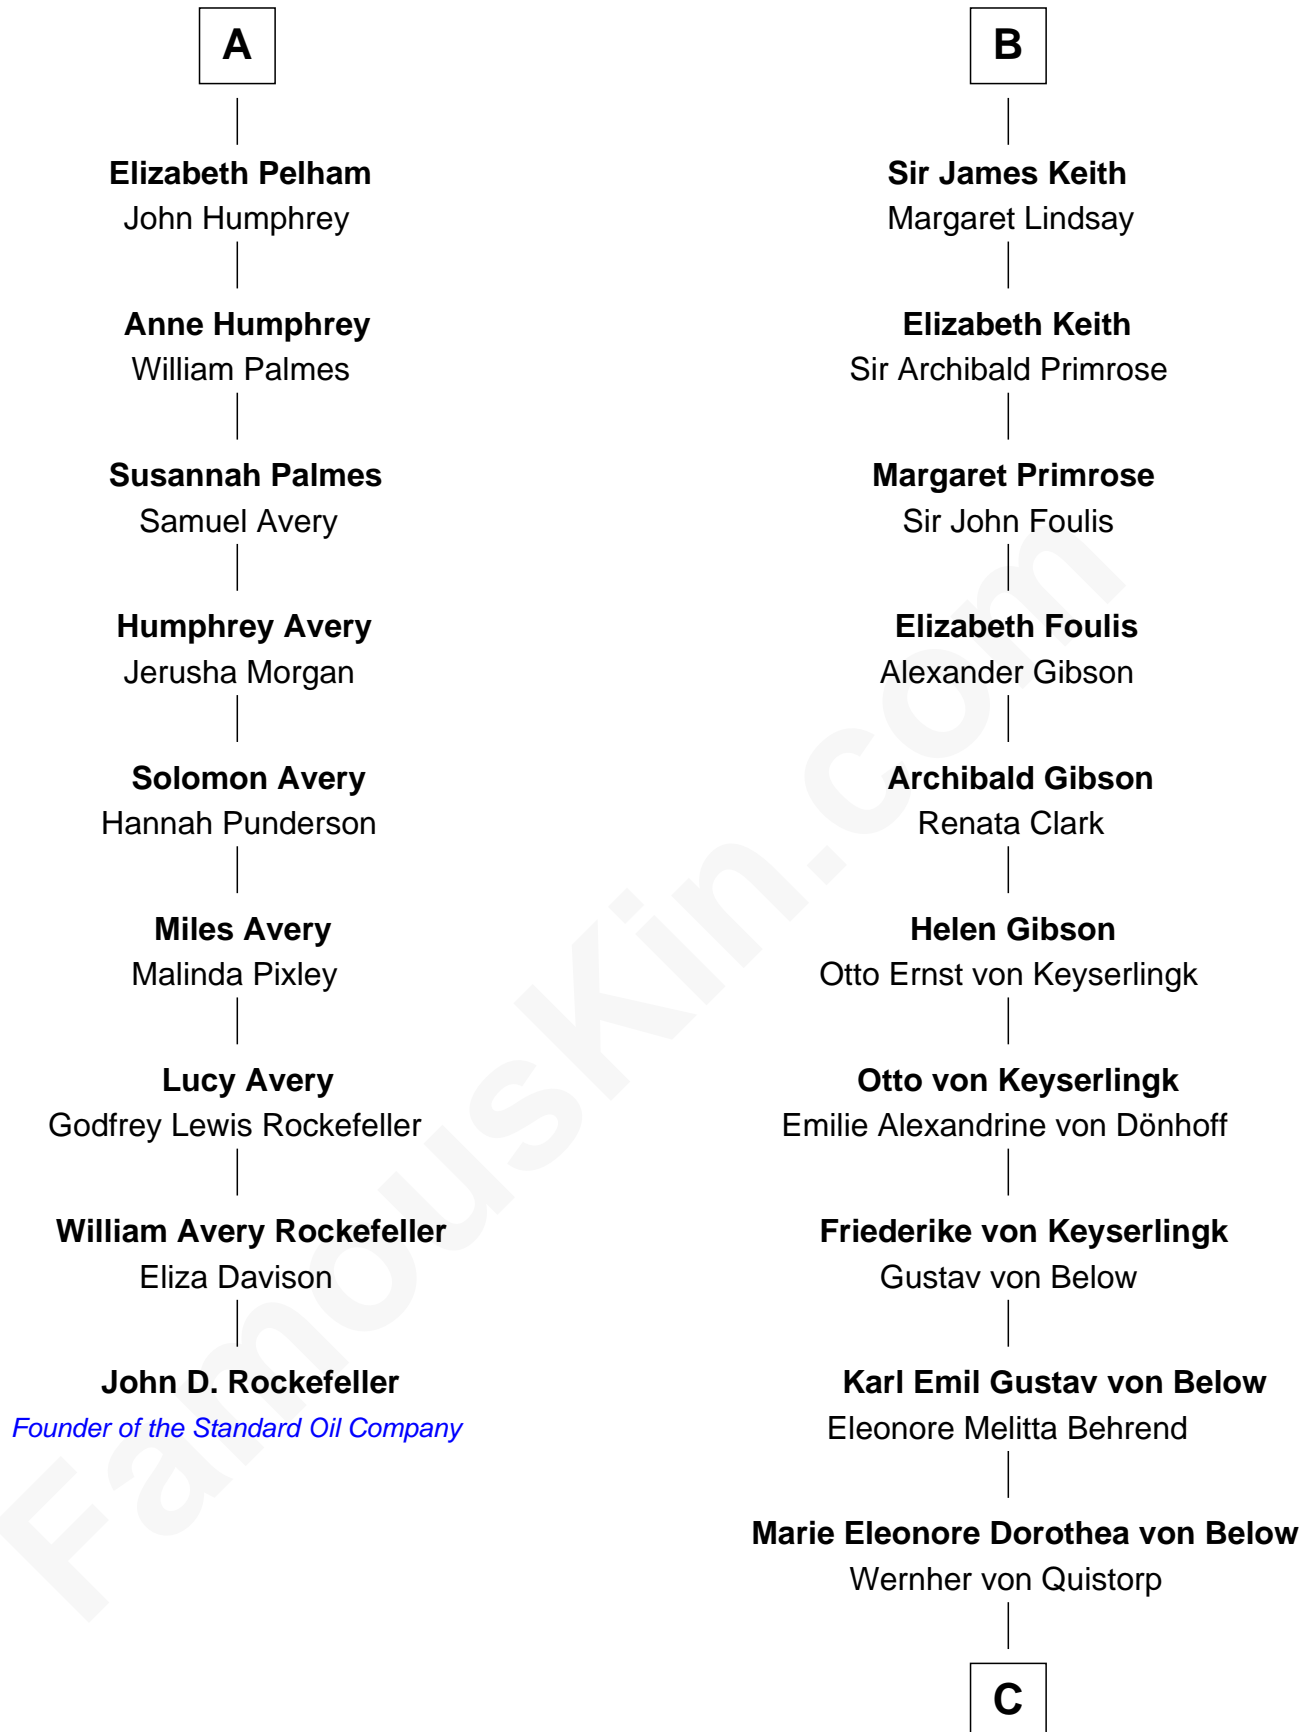 A
Elizabeth Pelham
John Humphrey
Anne Humphrey
William Palmes
Susannah Palmes
Samuel Avery
Humphrey Avery
Jerusha Morgan
Solomon Avery
Hannah Punderson
Miles Avery
Malinda Pixley
Lucy Avery
Godfrey Lewis Rockefeller
William Avery Rockefeller
Eliza Davison
John D. Rockefeller
Founder of the Standard Oil Company
B
Sir James Keith
Margaret Lindsay
Elizabeth Keith
Sir Archibald Primrose
Margaret Primrose
Sir John Foulis
Elizabeth Foulis
Alexander Gibson
Archibald Gibson
Renata Clark
Helen Gibson
Otto Ernst von Keyserlingk
Otto von Keyserlingk
Emilie Alexandrine von Dönhoff
Friederike von Keyserlingk
Gustav von Below
Karl Emil Gustav von Below
Eleonore Melitta Behrend
Marie Eleonore Dorothea von Below
Wernher von Quistorp
C
FamousKin.com